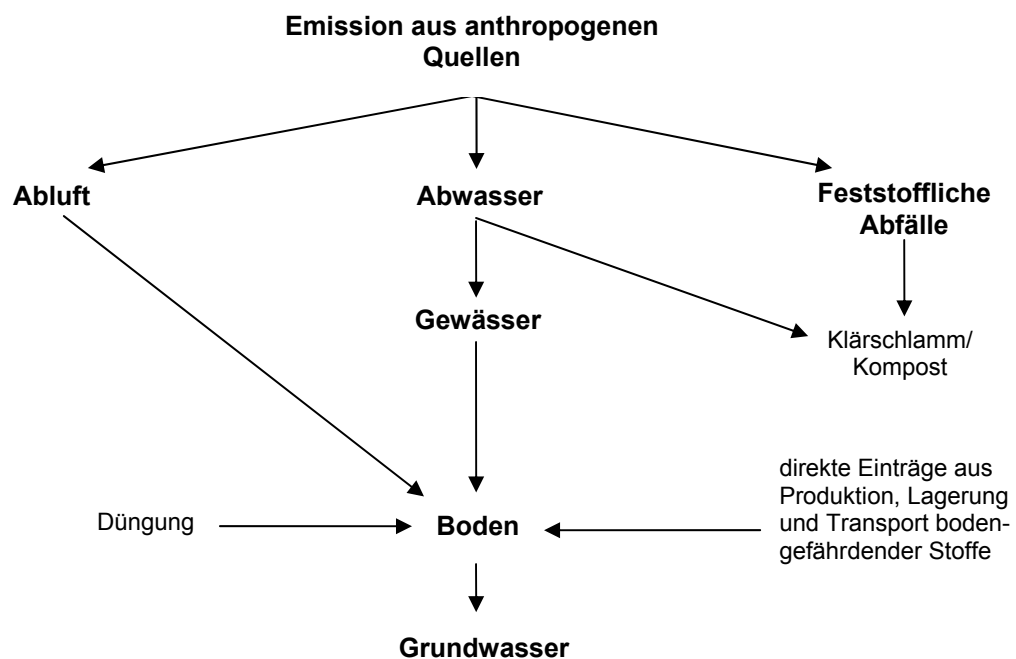 Emission aus anthropogenen
Quellen
Abluft
Abwasser
Feststoffliche
Abfälle
Gewässer
Klärschlamm/
Kompost
direkte Einträge aus
Produktion, Lagerung
und Transport boden-
gefährdender Stoffe
Düngung
Boden
Grundwasser